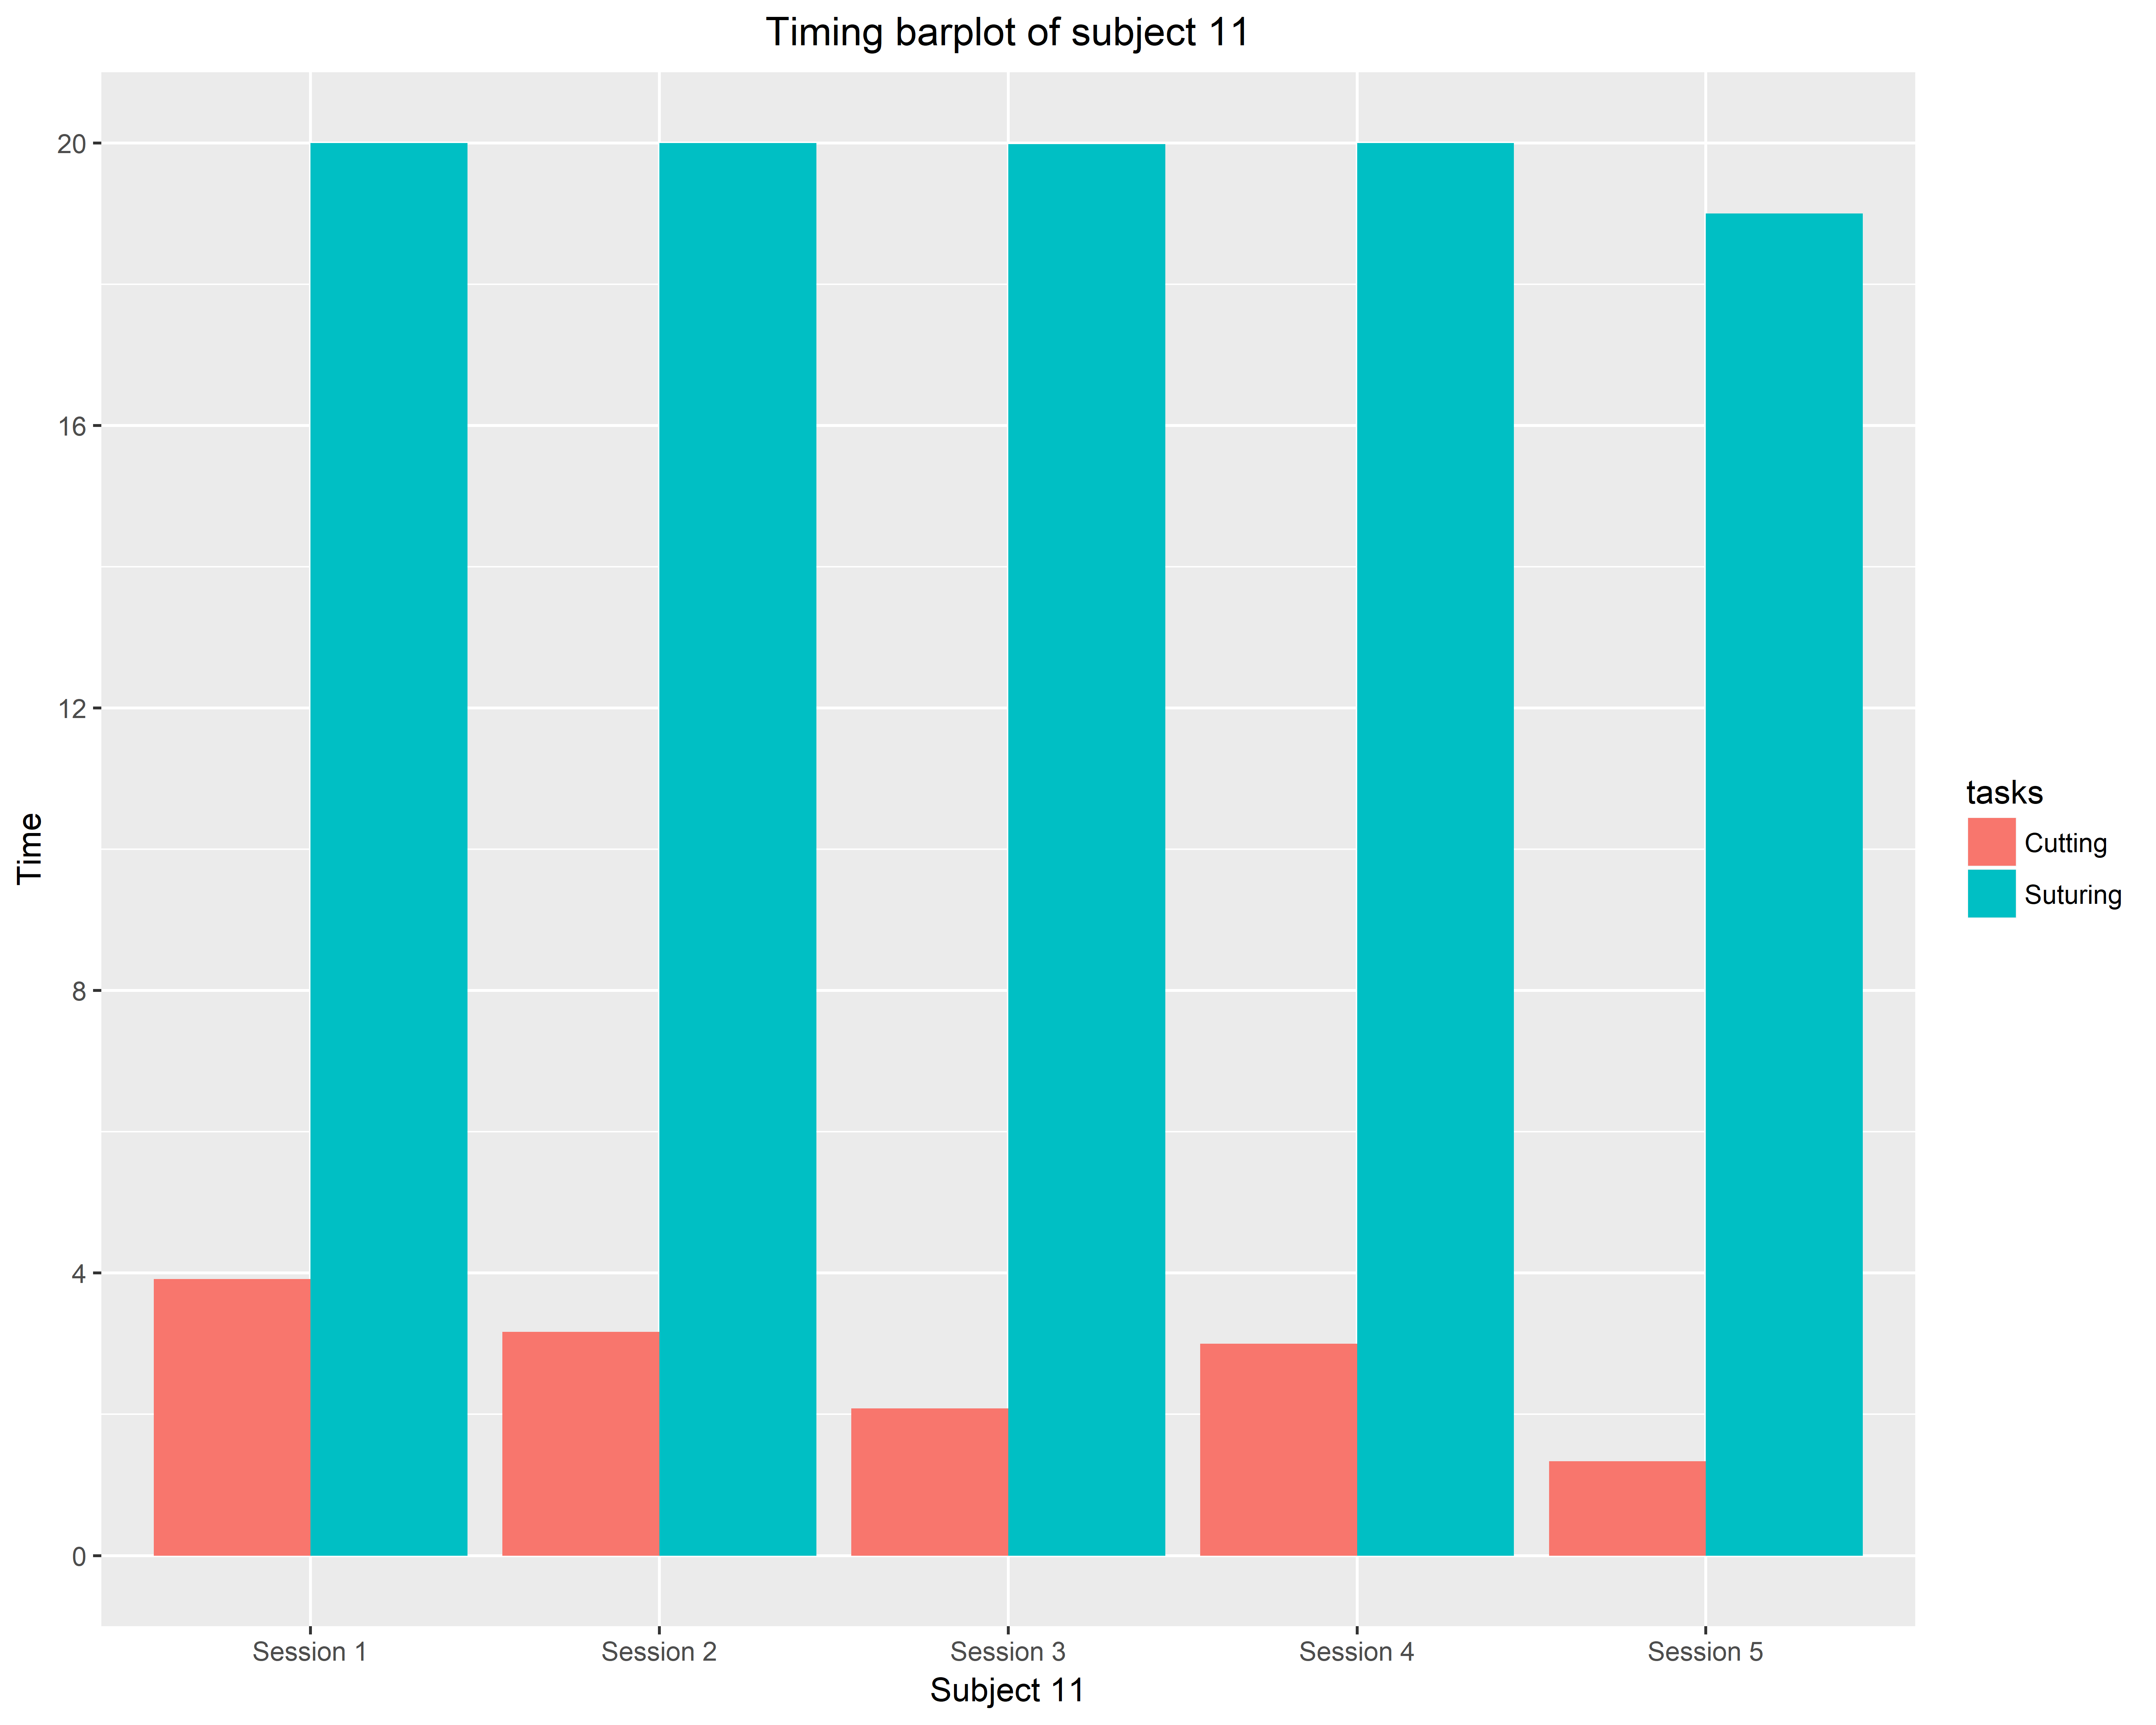 Timing barplot of subject 11
20
16
12
8
4
0
Time
Session 1 Session 2 Session 3 Session 4 Session 5
Subject 11
tasks
Cutting
Suturing